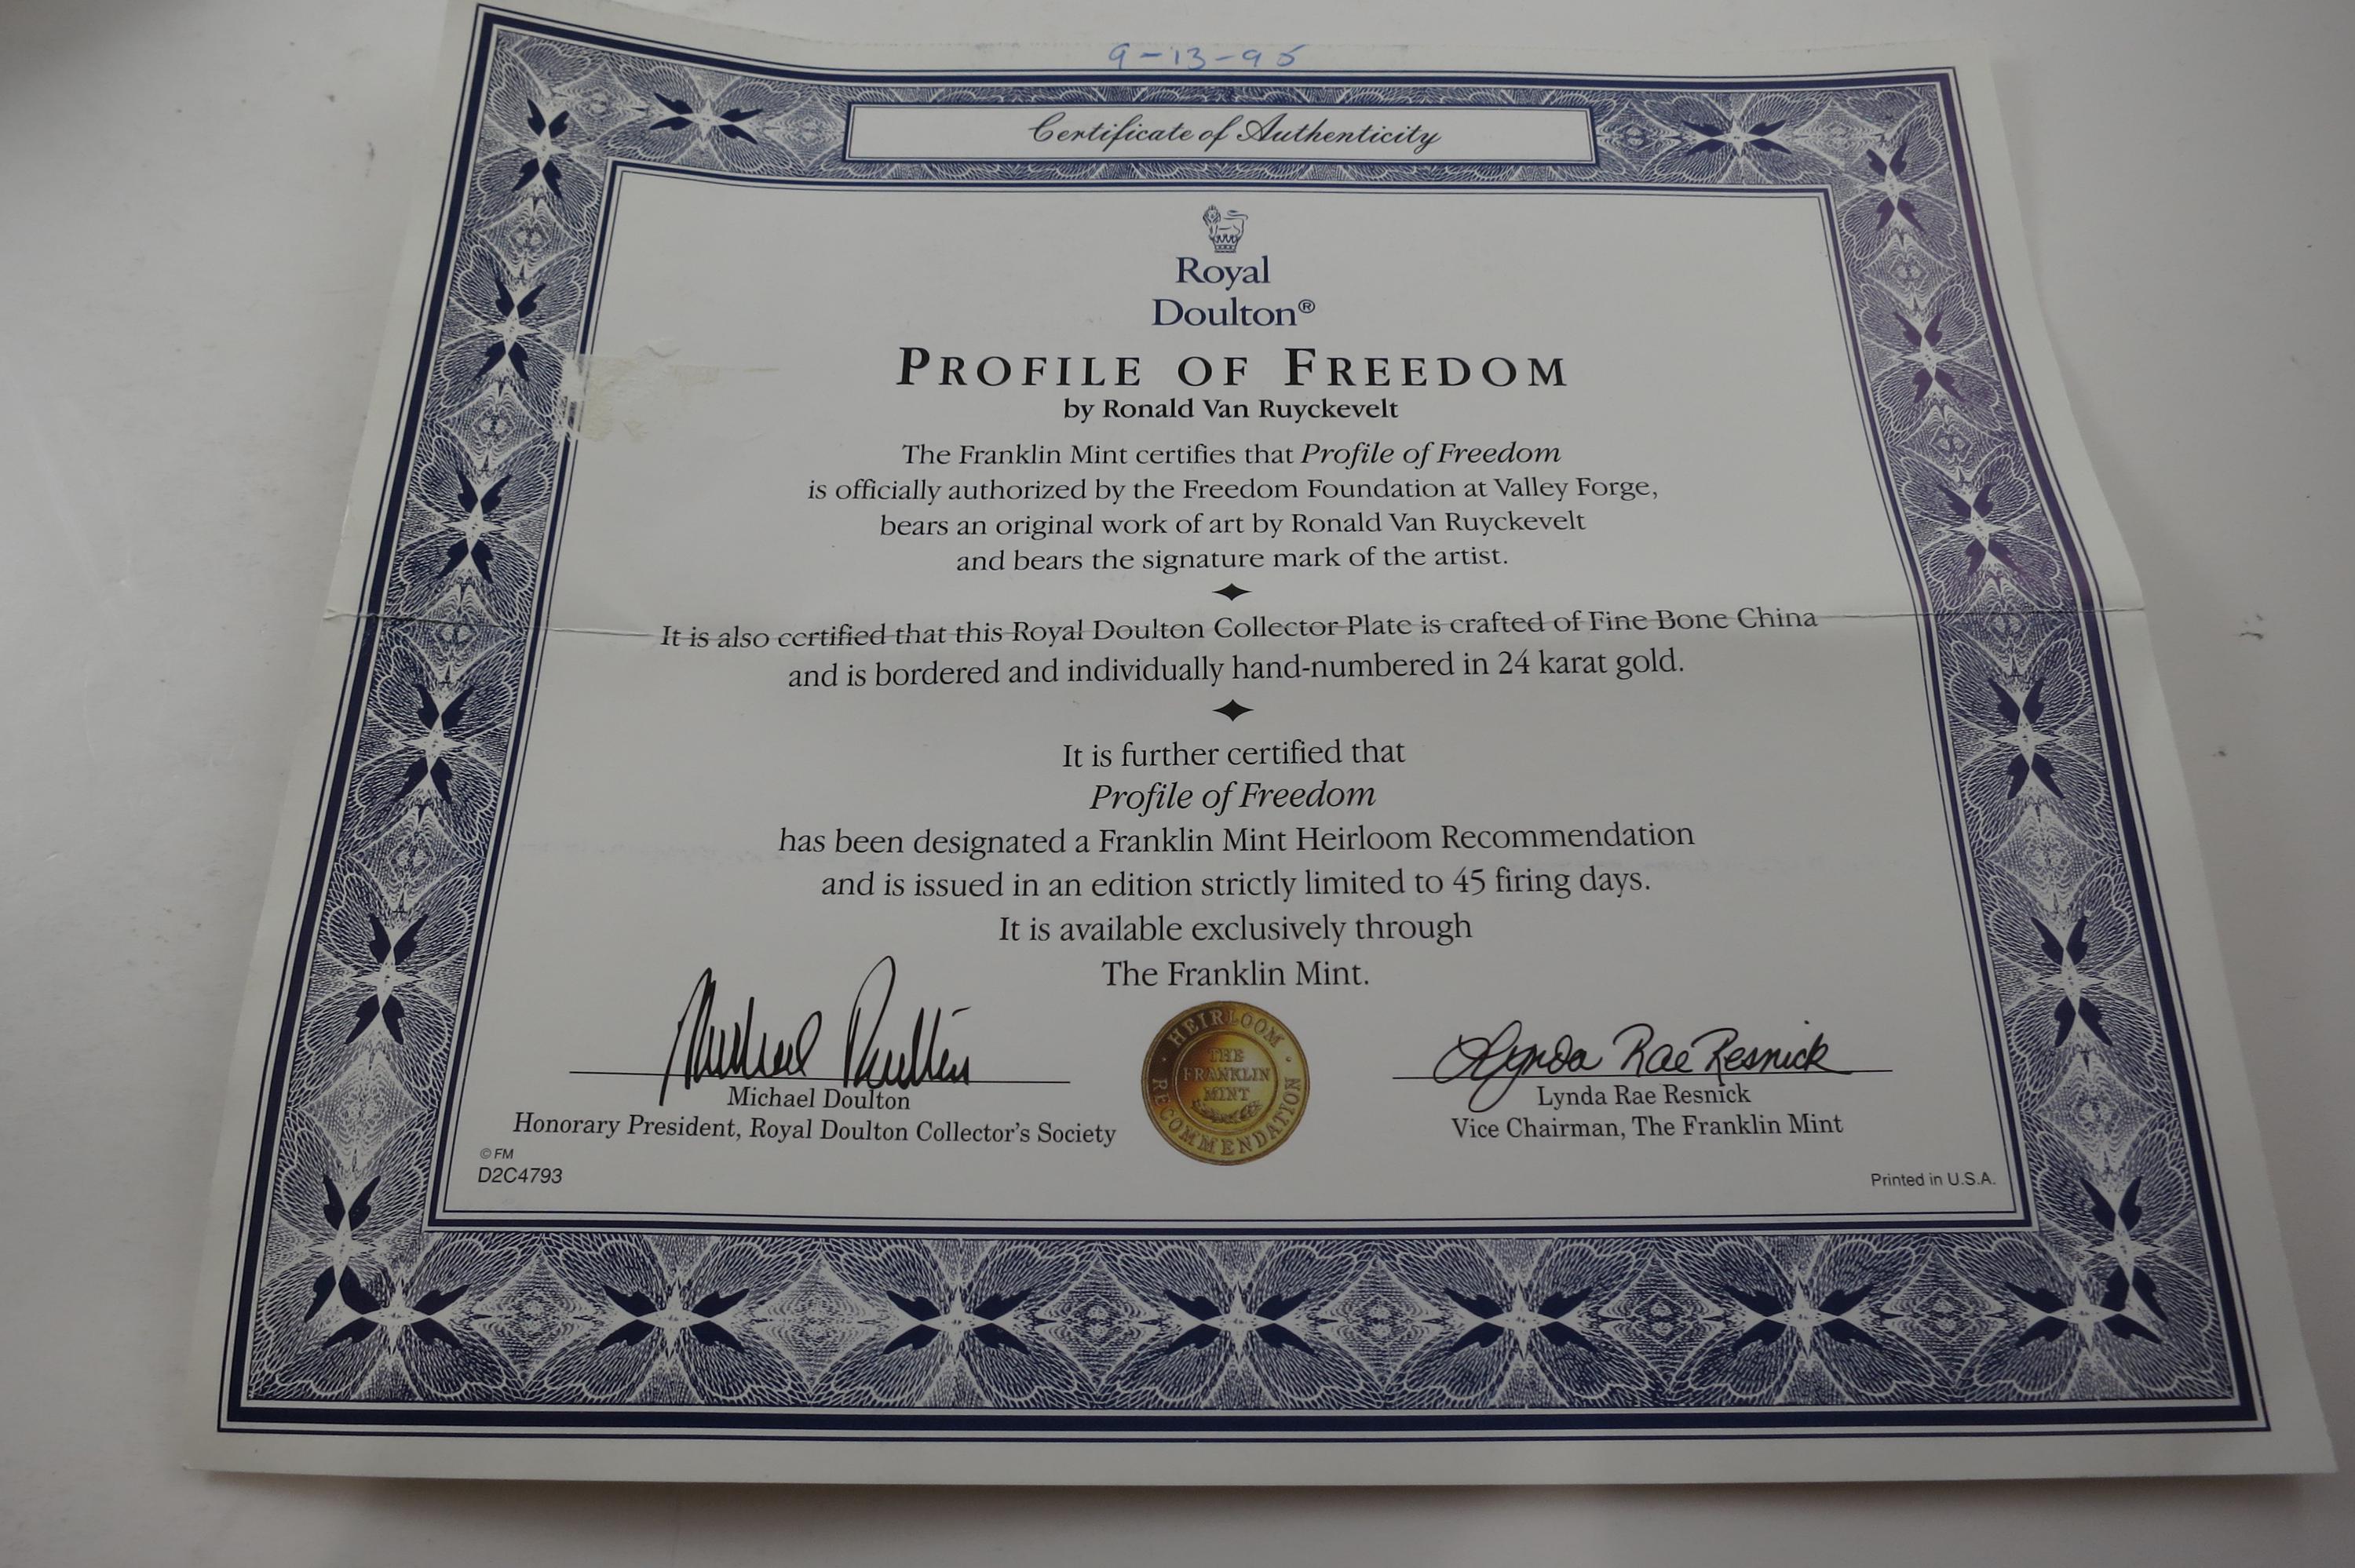 9-13-95
Certificate of Authenticity
Royal
Doulton®
PROFILE OF FREEDOM
by Ronald Van Ruyckevelt
The Franklin Mint certifies that Profile of Freedom
is officially authorized by the Freedom Foundation at Valley Forge,
bears an original work of art by Ronald Van Ruyckevelt
and bears the signature mark of the artist.
It is also certified that this Royal Doulton Collector Plate is crafted of Fine Bone China
and is bordered and individually hand-numbered in 24 karat gold.
It is further certified that
Profile of Freedom
has been designated a Franklin Mint Heirloom Recommendation
and is issued in an edition strictly limited to 45 firing days.
It is available exclusively through
The Franklin Mint.
Michael Doulton
Michael Doulton
Honorary President, Royal Doulton Collector's Society
© FM
D2C4793
HEIRLOOM
THE
FRANKLIN
MINT
RECOMMENDATION
Lynda Rae Resnick
Lynda Rae Resnick
Vice Chairman, The Franklin Mint
Printed in U.S.A.